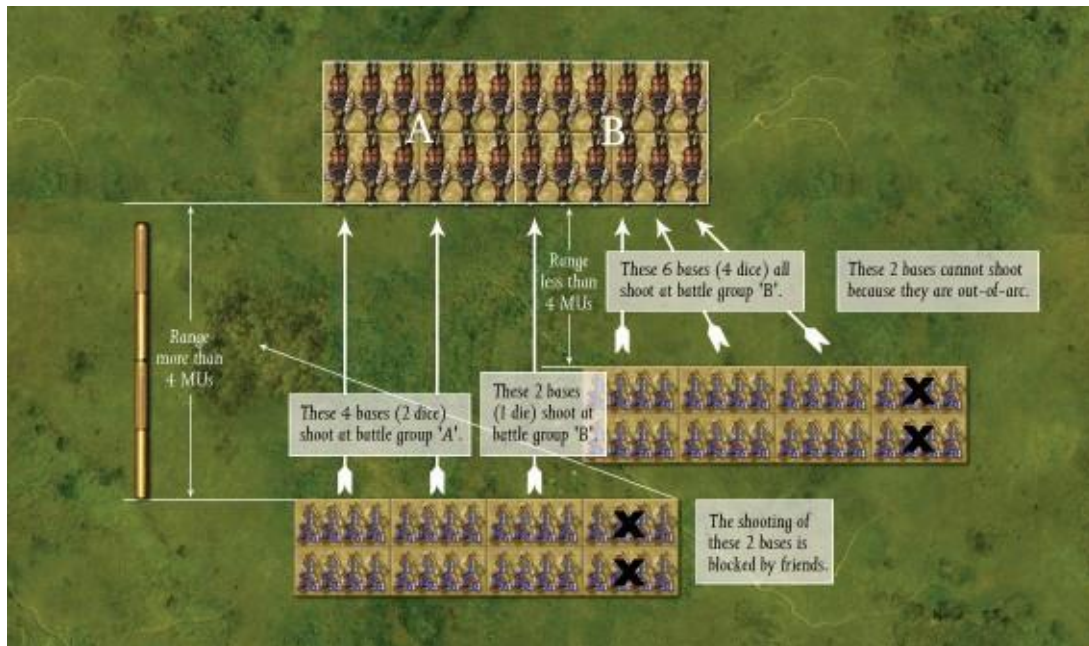 A
B
Range
more than
4 MUs
Range
less than
4 MUs
These 6 bases (4 dice) all
shoot at battle group 'B'.
These 2 bases cannot shoot
because they are out-of-arc.
These 4 bases (2 dice)
shoot at battle group 'A'.
These 2 bases
(1 die) shoot at
battle group 'B'.
The shooting of
these 2 bases is
blocked by friends.